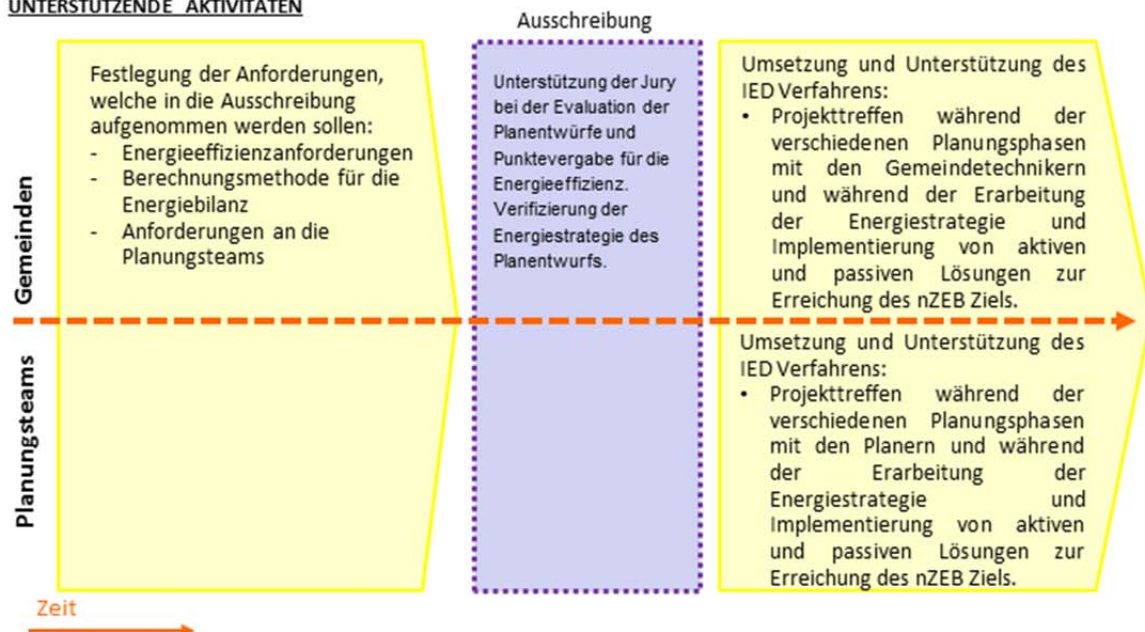 UNTERSTÜTZENDE AKTIVITÄTEN
Ausschreibung
Gemeinden
Festlegung der Anforderungen,
welche in die Ausschreibung
aufgenommen werden sollen:
- Energieeffizienzanforderungen
- Berechnungsmethode für die
Energiebilanz
- Anforderungen an die
Planungsteams
Unterstützung der Jury
bei der Evaluation der
Planentwürfe und
Punktevergabe für die
Energieeffizienz.
Verifizierung der
Energiestrategie des
Planentwurfs.
Umsetzung und Unterstützung des
IED Verfahrens:
• Projekttreffen während der
verschiedenen Planungsphasen
mit den Gemeindetechnikern
und während der Erarbeitung
der Energiestrategie und
Implementierung von aktiven
und passiven Lösungen zur
Erreichung des nZEB Ziels.
Planungsteams
Umsetzung und Unterstützung des
IED Verfahrens:
• Projekttreffen während der
verschiedenen Planungsphasen
mit den Planern und während
der Erarbeitung der
Energiestrategie und
Implementierung von aktiven
und passiven Lösungen zur
Erreichung des nZEB Ziels.
Zeit